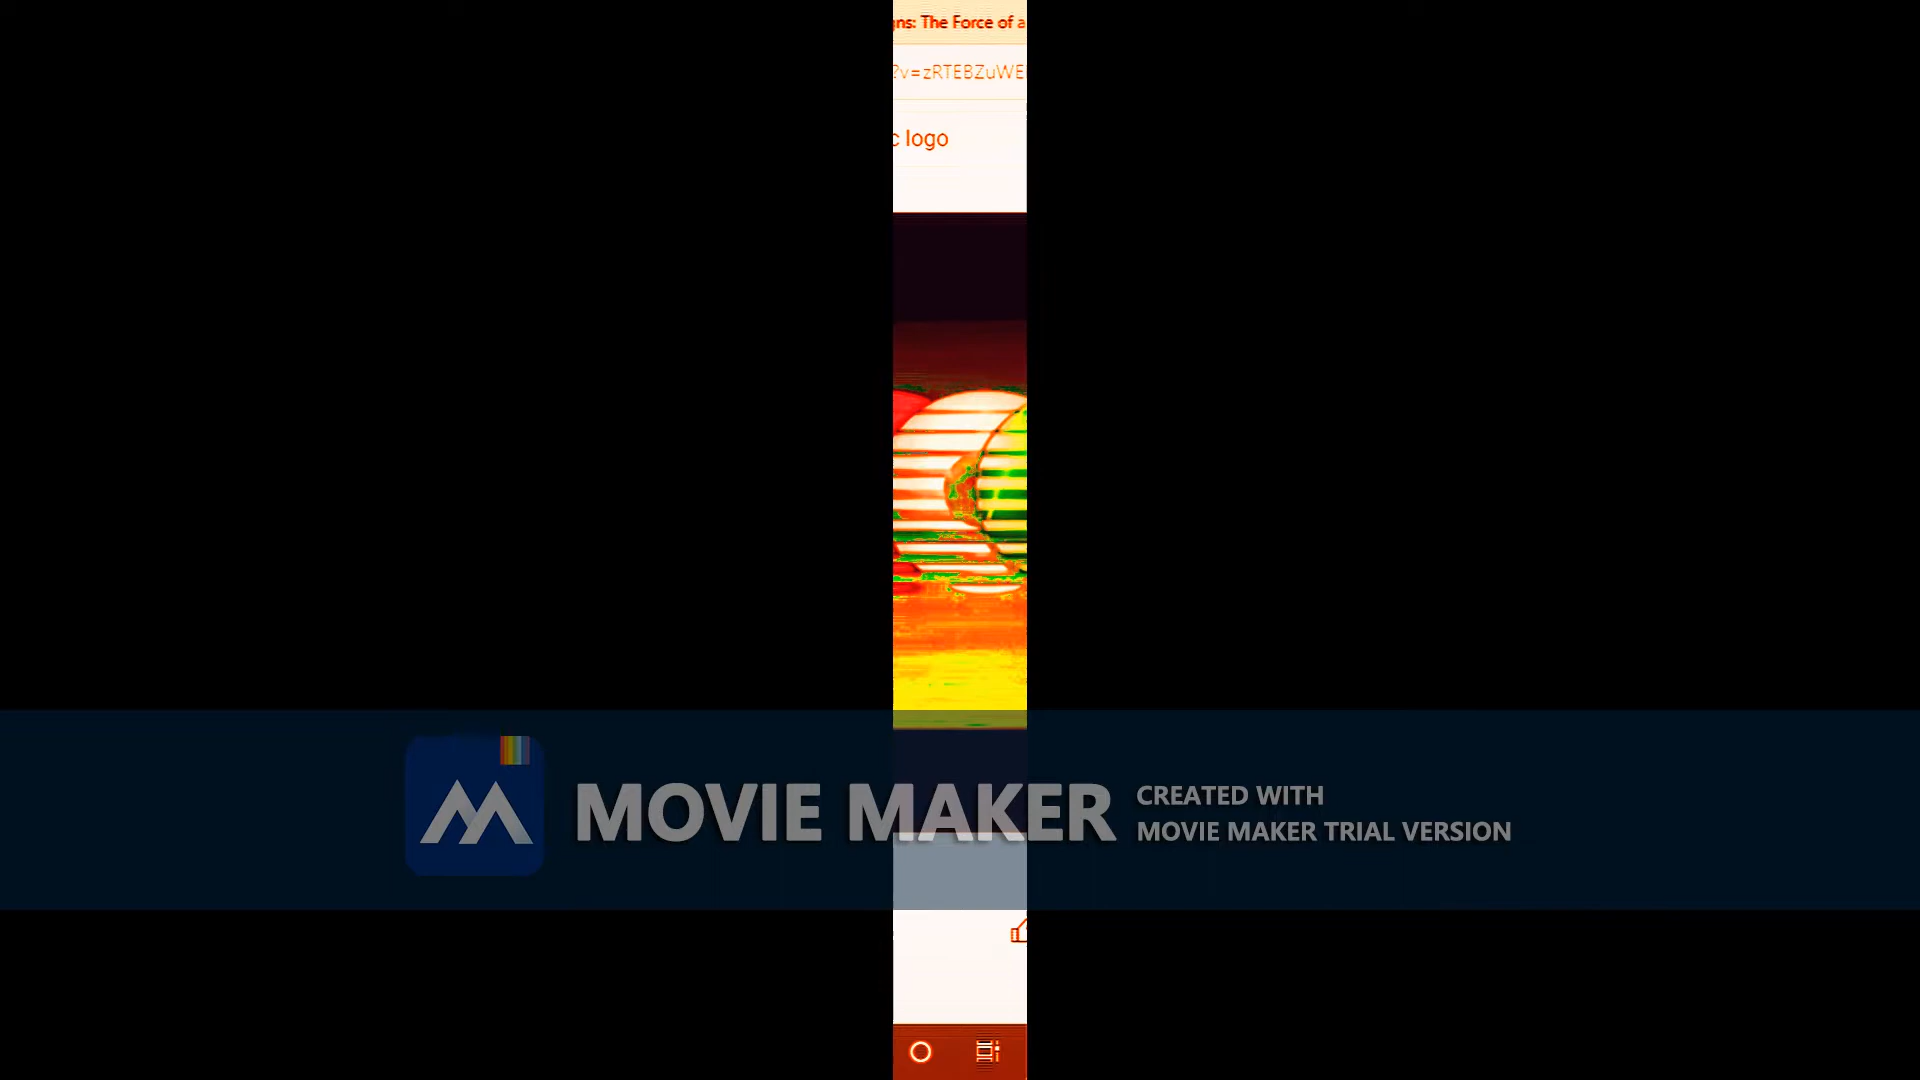 ns: The Force of a
?v=zRTEBZuWE
c logo
MOVIE MAKER
CREATED WITH
MOVIE MAKER TRIAL VERSION